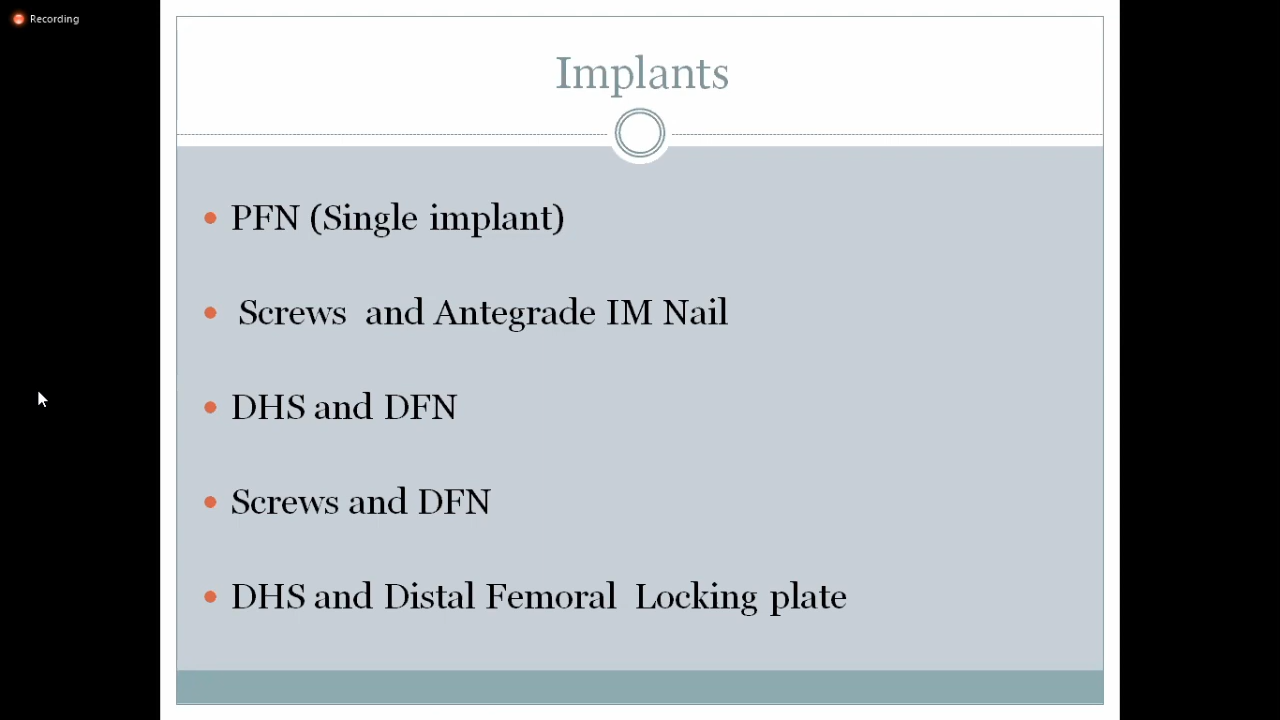 Recording
Implants
PFN (Single implant)
Screws and Antegrade IM Nail
DHS and DFN
Screws and DFN
DHS and Distal Femoral Locking plate